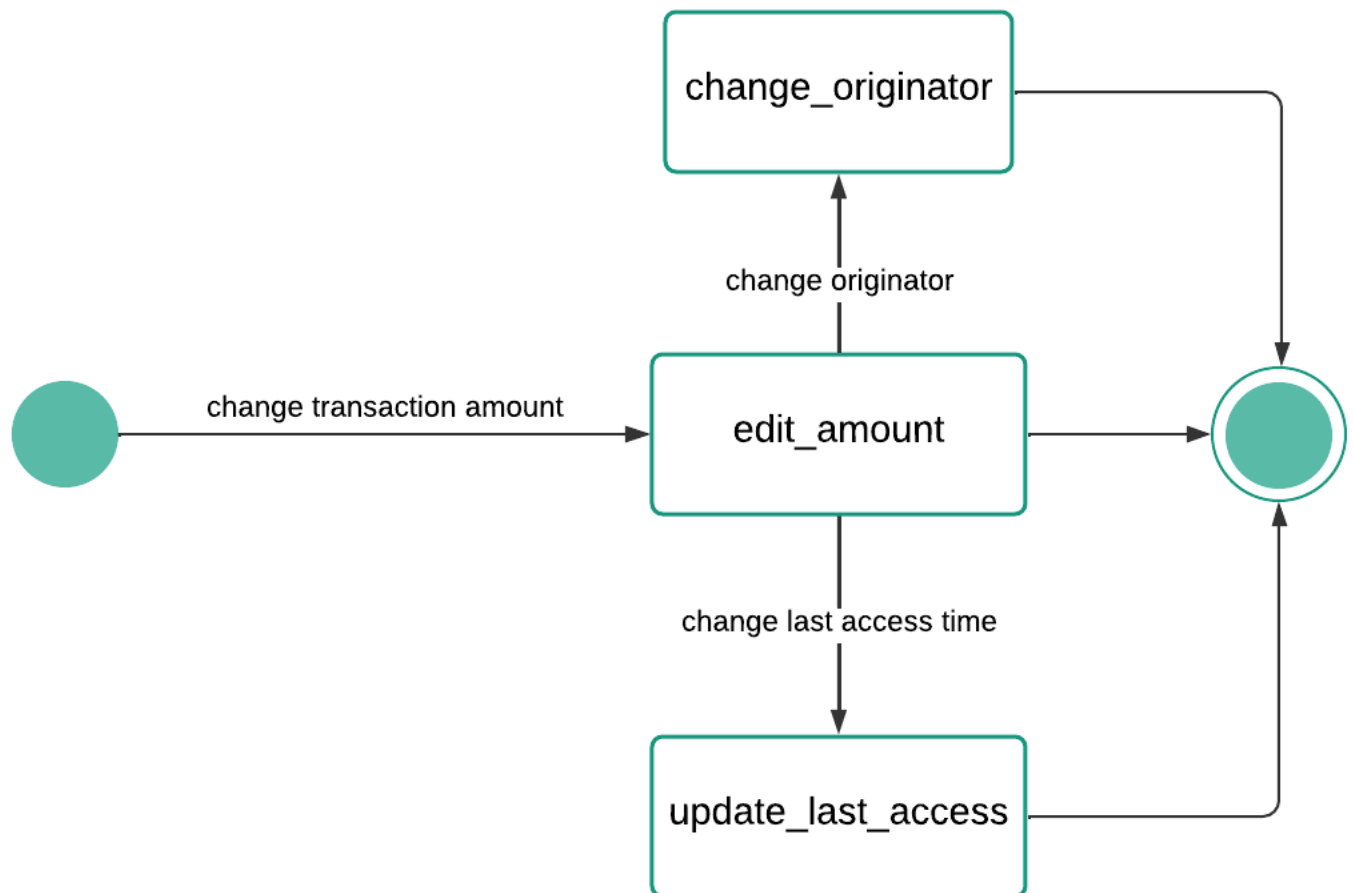 change_originator
change originator
change transaction amount
edit_amount
change last access time
update_last_access